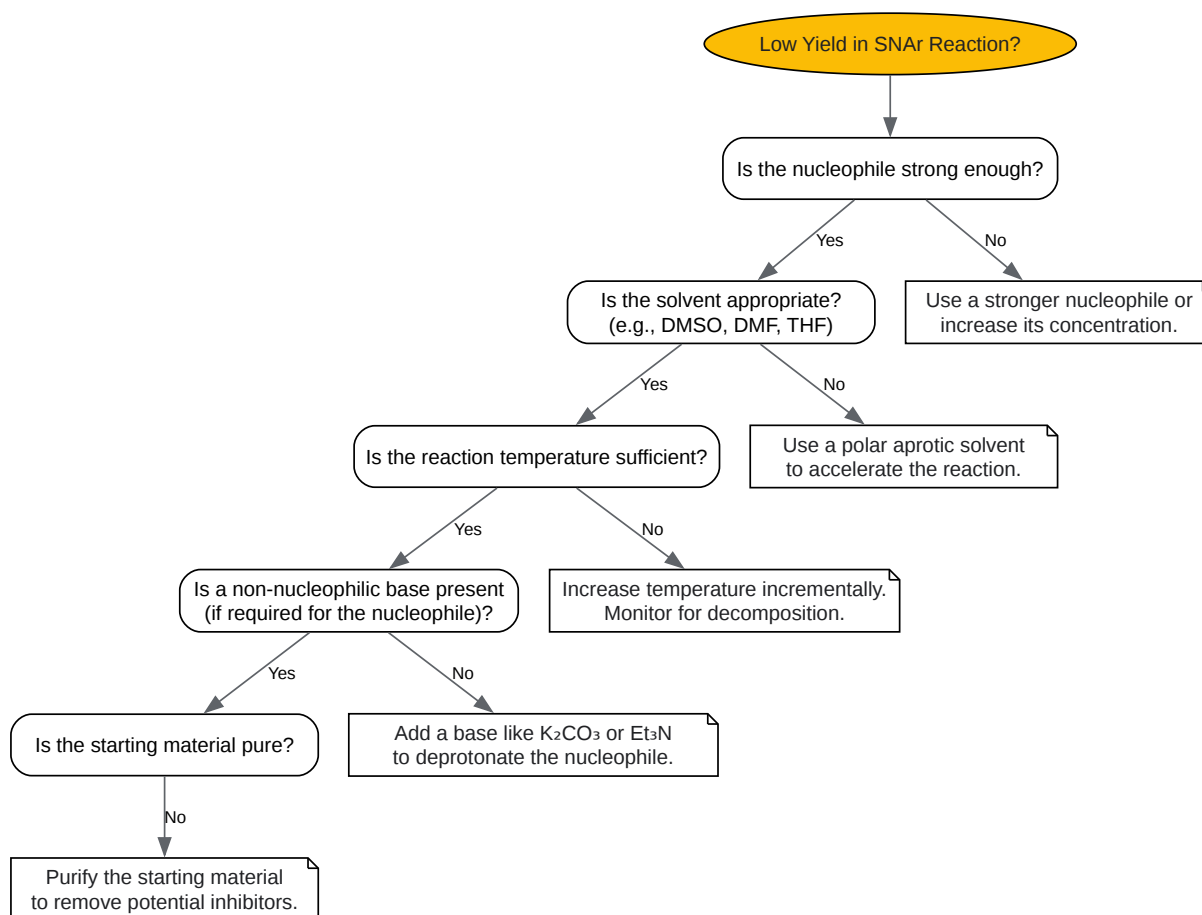 Low Yield in SNAr Reaction?
Is the nucleophile strong enough?
Yes
No
Is the solvent appropriate?
(e.g., DMSO, DMF, THF)
Use a stronger nucleophile or
increase its concentration.
Yes
No
Is the reaction temperature sufficient?
Use a polar aprotic solvent
to accelerate the reaction.
Yes
No
Is a non-nucleophilic base present
(if required for the nucleophile)?
Increase temperature incrementally.
Monitor for decomposition.
Yes
No
Is the starting material pure?
Add a base like K₂CO₃ or Et₃N
to deprotonate the nucleophile.
No
Purify the starting material
to remove potential inhibitors.